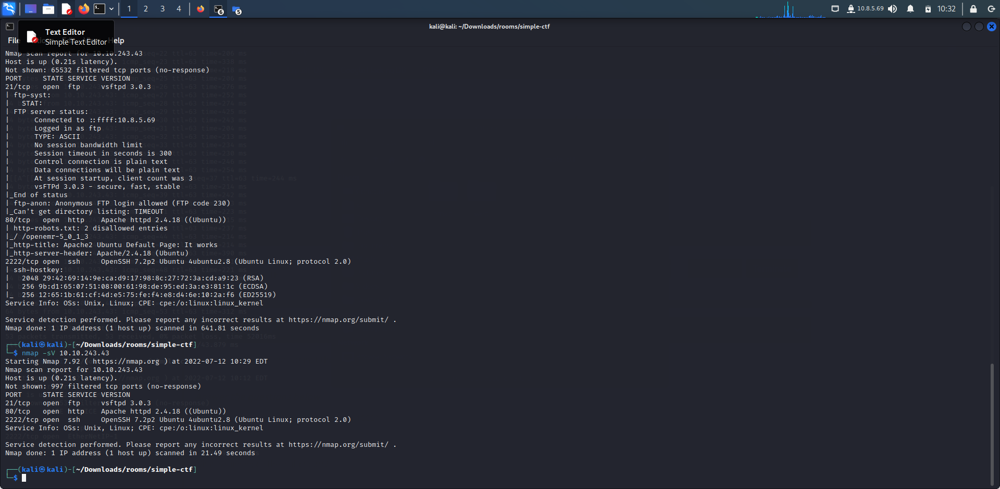 1 2 3 4 6 5 10.8.5.69 10:32
kali@kali: ~/Downloads/rooms/simple-ctf
Text Editor
Simple Text Editor
File Help
Nmap scan report for 10.10.243.43
Host is up (0.21s latency).
Not shown: 65532 filtered tcp ports (no-response)
PORT     STATE SERVICE VERSION
21/tcp   open  ftp     vsftpd 3.0.3
| ftp-syst:
|   STAT:
| FTP server status:
|      Connected to ::ffff:10.8.5.69
|      Logged in as ftp
|      TYPE: ASCII
|      No session bandwidth limit
|      Session timeout in seconds is 300
|      Control connection is plain text
|      Data connections will be plain text
|      At session startup, client count was 3
|      vsFTPd 3.0.3 - secure, fast, stable
|_End of status
| ftp-anon: Anonymous FTP login allowed (FTP code 230)
|_Can't get directory listing: TIMEOUT
80/tcp   open  http    Apache httpd 2.4.18 ((Ubuntu))
| http-robots.txt: 2 disallowed entries
|_/ /openemr-5_0_1_3
|_http-title: Apache2 Ubuntu Default Page: It works
|_http-server-header: Apache/2.4.18 (Ubuntu)
2222/tcp open  ssh     OpenSSH 7.2p2 Ubuntu 4ubuntu2.8 (Ubuntu Linux; protocol 2.0)
| ssh-hostkey:
|   2048 29:42:69:14:9e:ca:d9:17:98:8c:27:72:3a:cd:a9:23 (RSA)
|   256 9b:d1:65:07:51:08:00:61:98:de:95:ed:3a:e3:81:1c (ECDSA)
|_  256 12:65:1b:61:cf:4d:e5:75:fe:f4:e8:d4:6e:10:2a:f6 (ED25519)
Service Info: OSs: Unix, Linux; CPE: cpe:/o:linux:linux_kernel
Service detection performed. Please report any incorrect results at https://nmap.org/submit/ .
Nmap done: 1 IP address (1 host up) scanned in 641.81 seconds
┌──(kali㉿kali)-[~/Downloads/rooms/simple-ctf]
└─$ nmap -sV 10.10.243.43
Starting Nmap 7.92 ( https://nmap.org ) at 2022-07-12 10:29 EDT
Nmap scan report for 10.10.243.43
Host is up (0.21s latency).
Not shown: 997 filtered tcp ports (no-response)
PORT     STATE SERVICE VERSION
21/tcp   open  ftp     vsftpd 3.0.3
80/tcp   open  http    Apache httpd 2.4.18 ((Ubuntu))
2222/tcp open  ssh     OpenSSH 7.2p2 Ubuntu 4ubuntu2.8 (Ubuntu Linux; protocol 2.0)
Service Info: OSs: Unix, Linux; CPE: cpe:/o:linux:linux_kernel
Service detection performed. Please report any incorrect results at https://nmap.org/submit/ .
Nmap done: 1 IP address (1 host up) scanned in 21.49 seconds
┌──(kali㉿kali)-[~/Downloads/rooms/simple-ctf]
└─$